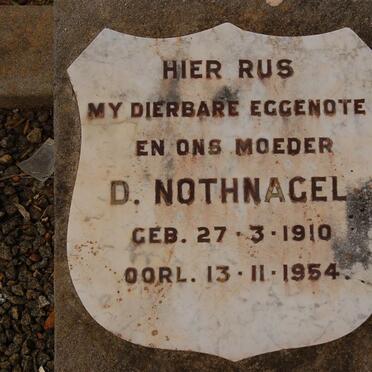 HIER RUS
MY DIERBARE EGGENOTE
EN ONS MOEDER
D. NOTHNAGEL
GEB. 27·3·1910
OORL. 13·11·1954.